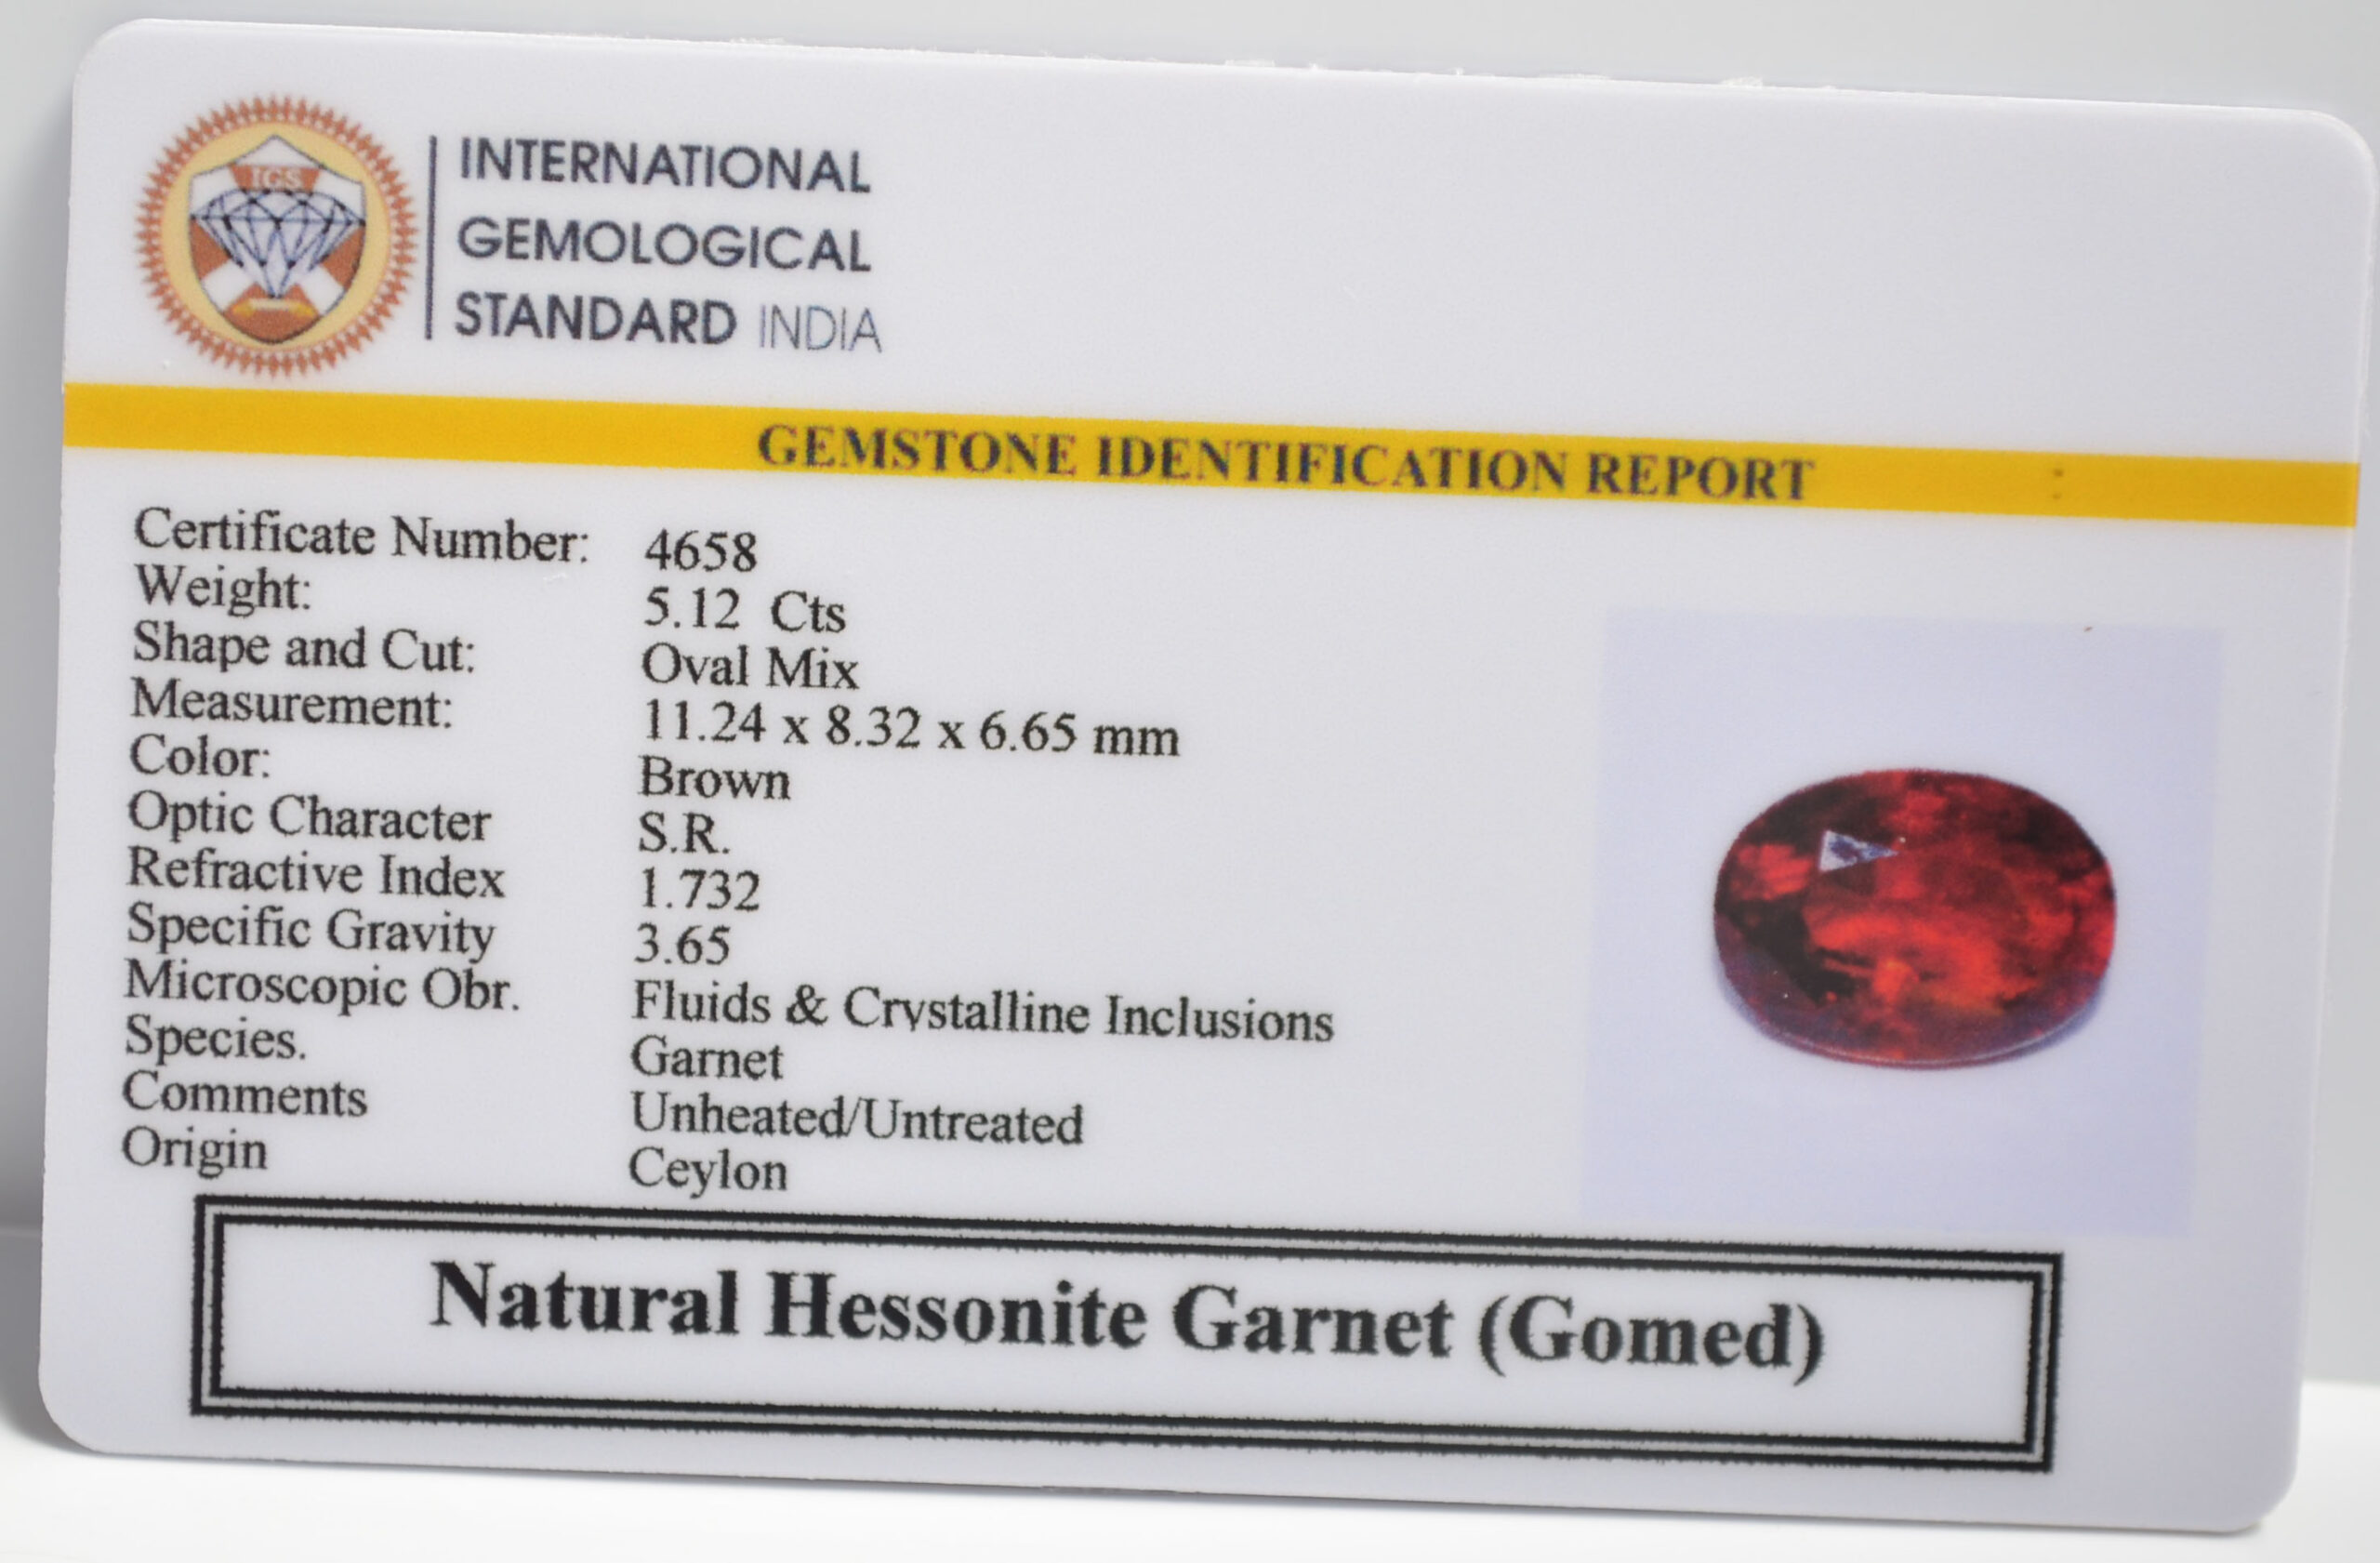 IGS
INTERNATIONAL
GEMOLOGICAL
STANDARD INDIA
GEMSTONE IDENTIFICATION REPORT :
Certificate Number: 4658
Weight: 5.12 Cts
Shape and Cut: Oval Mix
Measurement: 11.24 x 8.32 x 6.65 mm
Color: Brown
Optic Character S.R.
Refractive Index 1.732
Specific Gravity 3.65
Microscopic Obr. Fluids & Crystalline Inclusions
Species. Garnet
Comments Unheated/Untreated
Origin Ceylon
Natural Hessonite Garnet (Gomed)